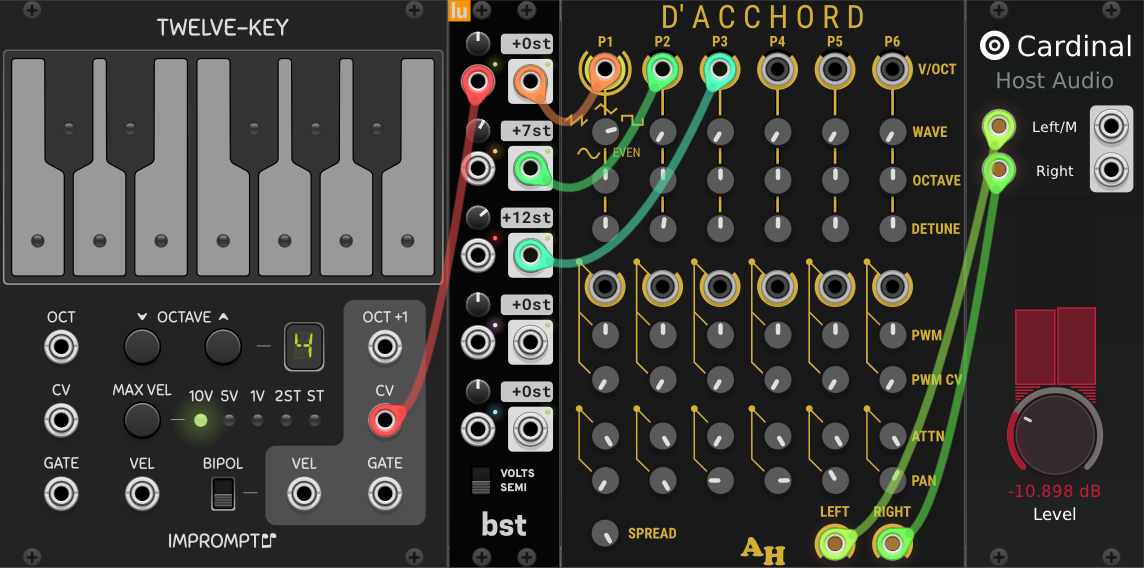 TWELVE-KEY
OCT
OCTAVE
4
OCT +1
CV
MAX VEL
10V 5V 1V 2ST ST
CV
GATE
VEL
BIPOL
VEL
GATE
IMPROMPT
lu
+0st
+7st
+12st
+0st
+0st
VOLTS
SEMI
bst
D'ACCHORD
P1 P2 P3 P4 P5 P6
V/OCT
WAVE
EVEN
OCTAVE
DETUNE
PWM
PWM CV
ATTN
PAN
LEFT RIGHT
SPREAD
AH
Cardinal
Host Audio
Left/M
Right
-10.898 dB
Level